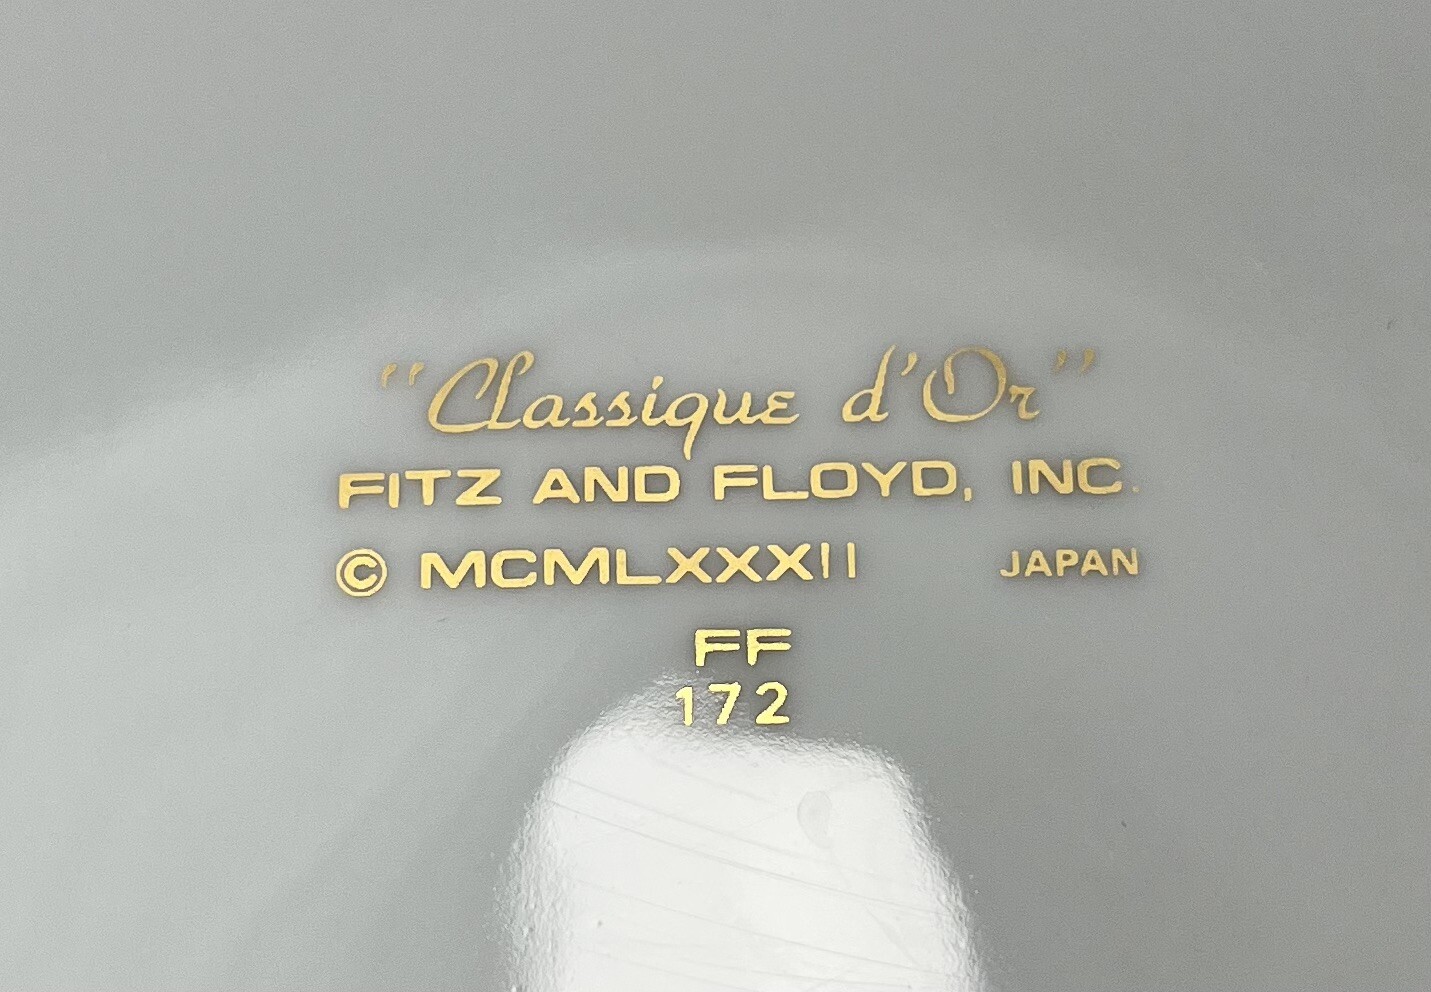 "Classique d'Or"
FITZ AND FLOYD, INC.
© MCMLXXXII JAPAN
FF
172